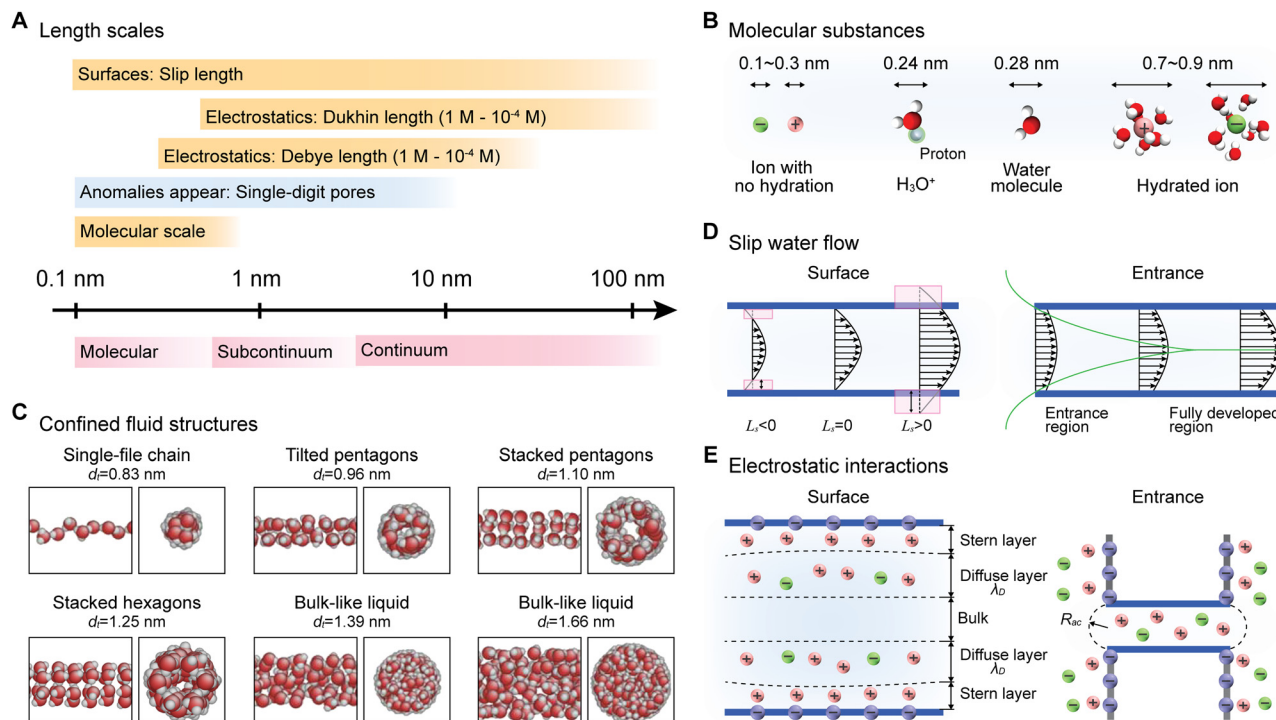 A Length scales
Surfaces: Slip length
Electrostatics: Dukhin length (1 M - 10⁻⁴ M)
Electrostatics: Debye length (1 M - 10⁻⁴ M)
Anomalies appear: Single-digit pores
Molecular scale
0.1 nm 1 nm 10 nm 100 nm
Molecular Subcontinuum Continuum
B Molecular substances
0.1~0.3 nm 0.24 nm 0.28 nm 0.7~0.9 nm
− + + −
Proton
Ion with
no hydration
H₃O⁺
Water
molecule
Hydrated ion
C Confined fluid structures
Single-file chain
dₜ=0.83 nm
Tilted pentagons
dₜ=0.96 nm
Stacked pentagons
dₜ=1.10 nm
Stacked hexagons
dₜ=1.25 nm
Bulk-like liquid
dₜ=1.39 nm
Bulk-like liquid
dₜ=1.66 nm
D Slip water flow
Surface
Lₛ<0 Lₛ=0 Lₛ>0
Entrance
Entrance
region
Fully developed
region
E Electrostatic interactions
Surface
Stern layer
Diffuse layer
λ_D
Bulk
Diffuse layer
λ_D
Stern layer
Entrance
R_ac